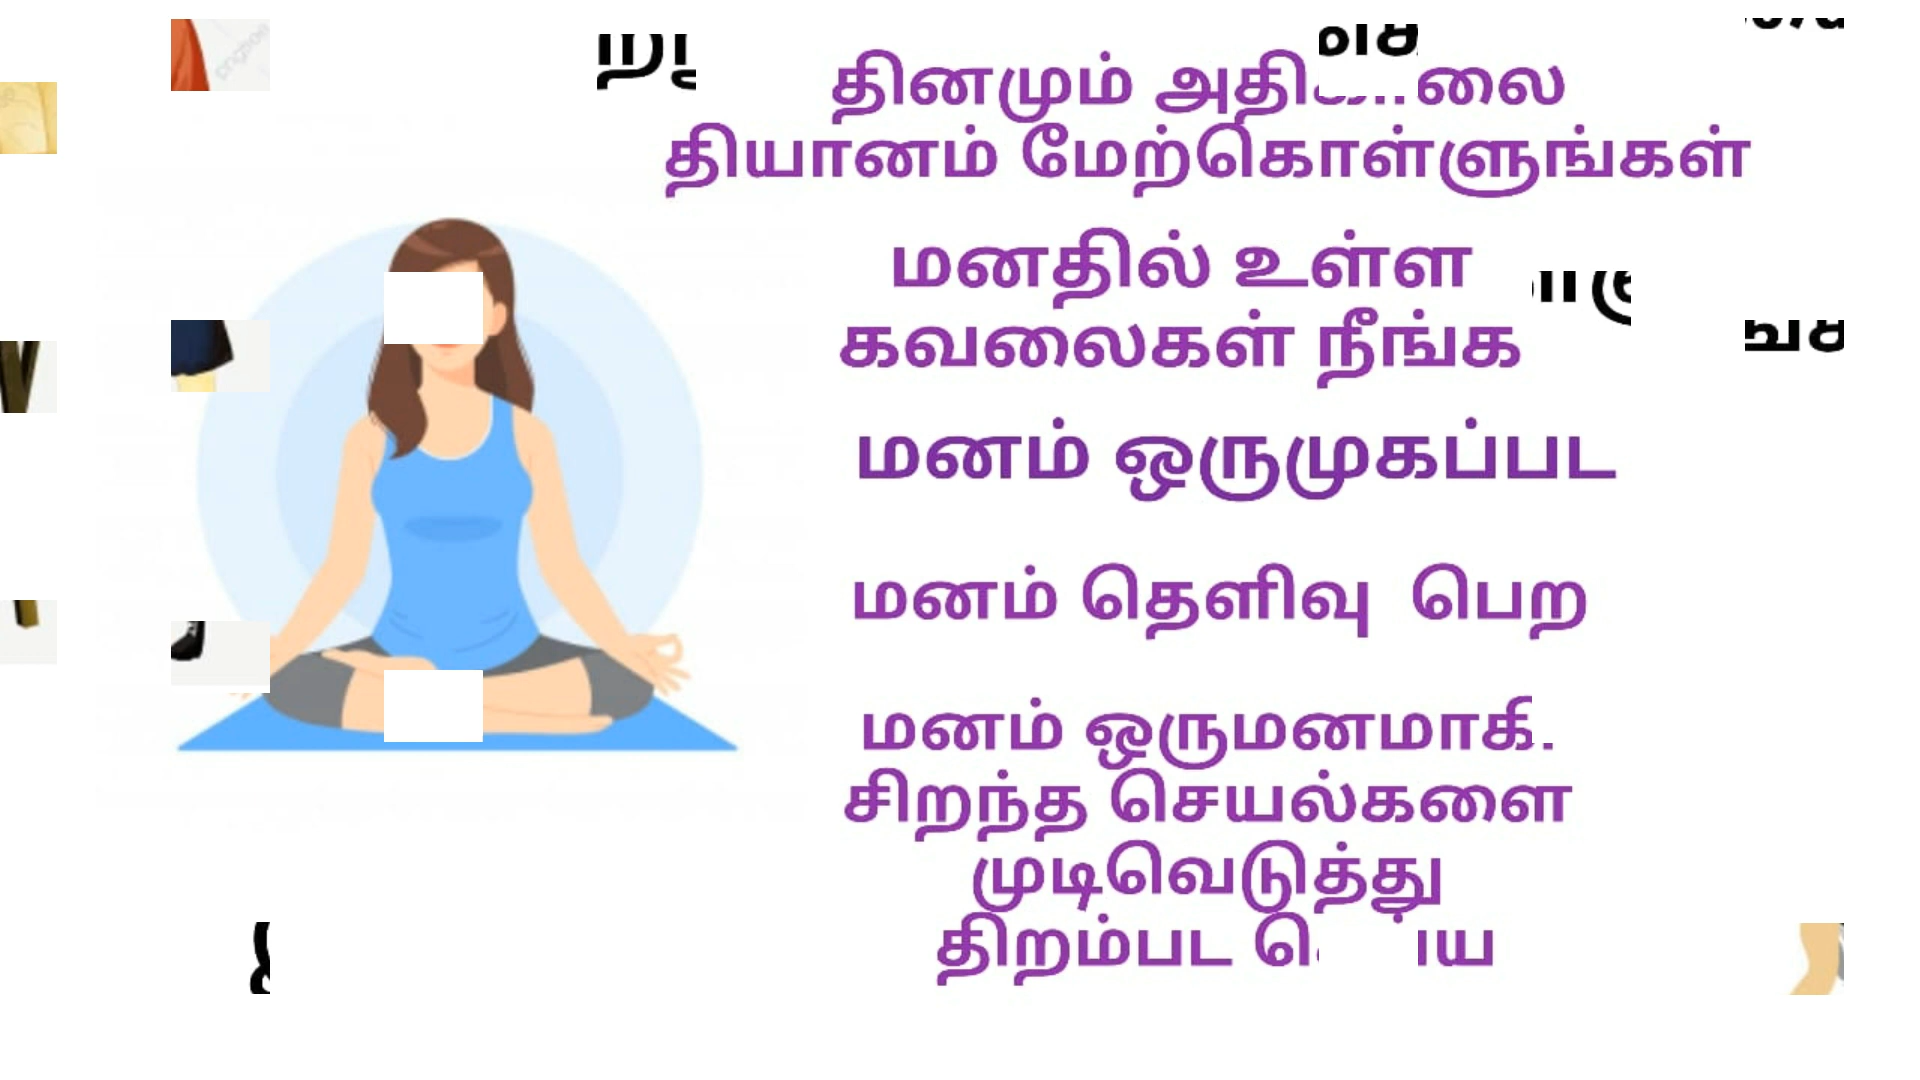 தினமும்
தியானம் மேற்கொள்ளுங்கள்
மனதில் உள்ள
கவலைகள் நீங்க
மனம் ஒருமுகப்பட
மனம் தெளிவு பெற
மனம் ஒருமனமாகி.
சிறந்த செயல்களை
முடிவெடுத்து
திறம்பட